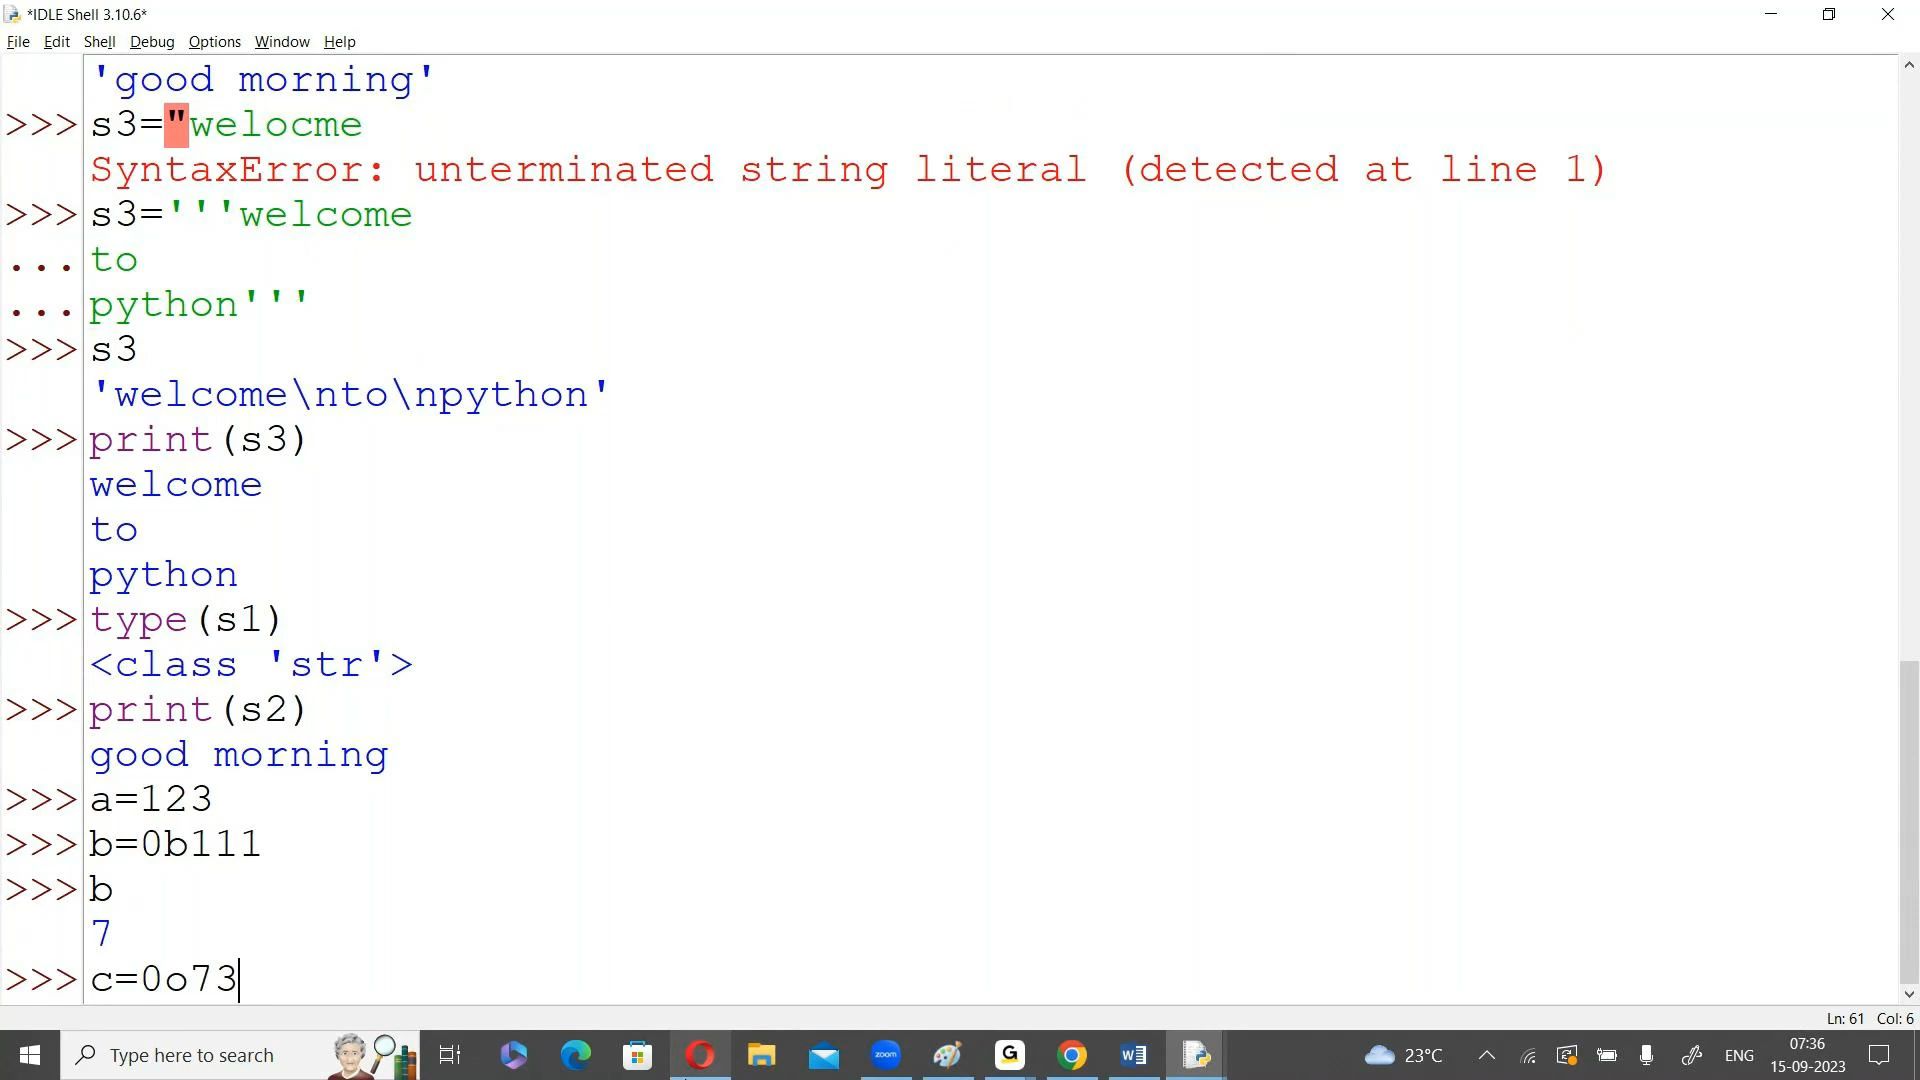 *IDLE Shell 3.10.6*
File Edit Shell Debug Options Window Help
'good morning'
>>> s3="welocme
SyntaxError: unterminated string literal (detected at line 1)
>>> s3='''welcome
... to
... python'''
>>> s3
'welcome\nto\npython'
>>> print(s3)
welcome
to
python
>>> type(s1)
<class 'str'>
>>> print(s2)
good morning
>>> a=123
>>> b=0b111
>>> b
7
>>> c=0o73
Ln: 61 Col: 6
Type here to search
zoom
G
W
23°C
ENG
07:36
15-09-2023